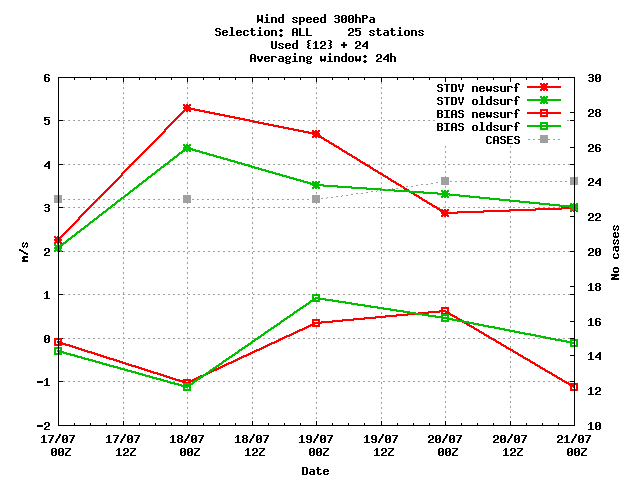 Wind speed 300hPa
Selection: ALL     25 stations
Used {12} + 24
Averaging window: 24h
6 30
STDV newsurf
STDV oldsurf
BIAS newsurf
BIAS oldsurf
CASES
5 28
4 26
3 24
2 22
1 20
0 18
-1 16
-2 14
12
10
m/s
No cases
17/07 17/07 18/07 18/07 19/07 19/07 20/07 20/07 21/07
00Z 12Z 00Z 12Z 00Z 12Z 00Z 12Z 00Z
Date